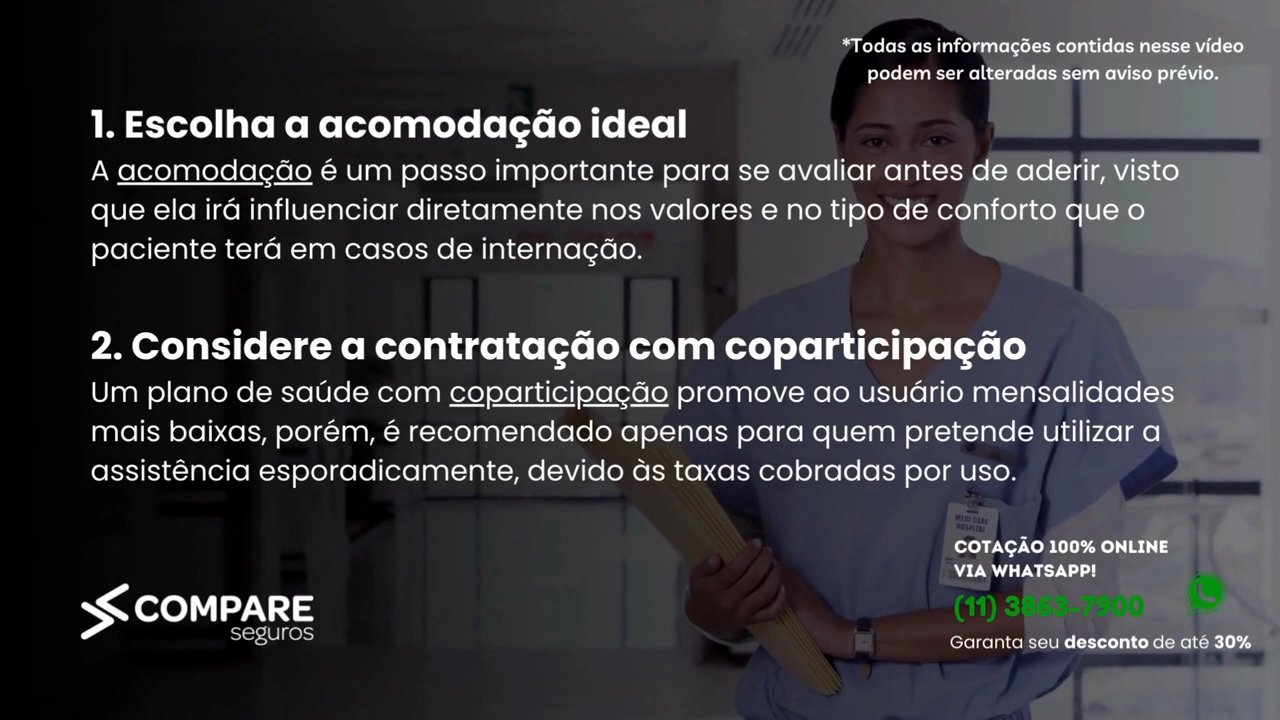 *Todas as informações contidas nesse vídeo
podem ser alteradas sem aviso prévio.
1. Escolha a acomodação ideal
A acomodação é um passo importante para se avaliar antes de aderir, visto
que ela irá influenciar diretamente nos valores e no tipo de conforto que o
paciente terá em casos de internação.
2. Considere a contratação com coparticipação
Um plano de saúde com coparticipação promove ao usuário mensalidades
mais baixas, porém, é recomendado apenas para quem pretende utilizar a
assistência esporadicamente, devido às taxas cobradas por uso.
MEDI CARE
HOSPITAL
COTAÇÃO 100% ONLINE
VIA WHATSAPP!
(11) 3863-7900
Garanta seu desconto de até 30%
COMPARE
seguros